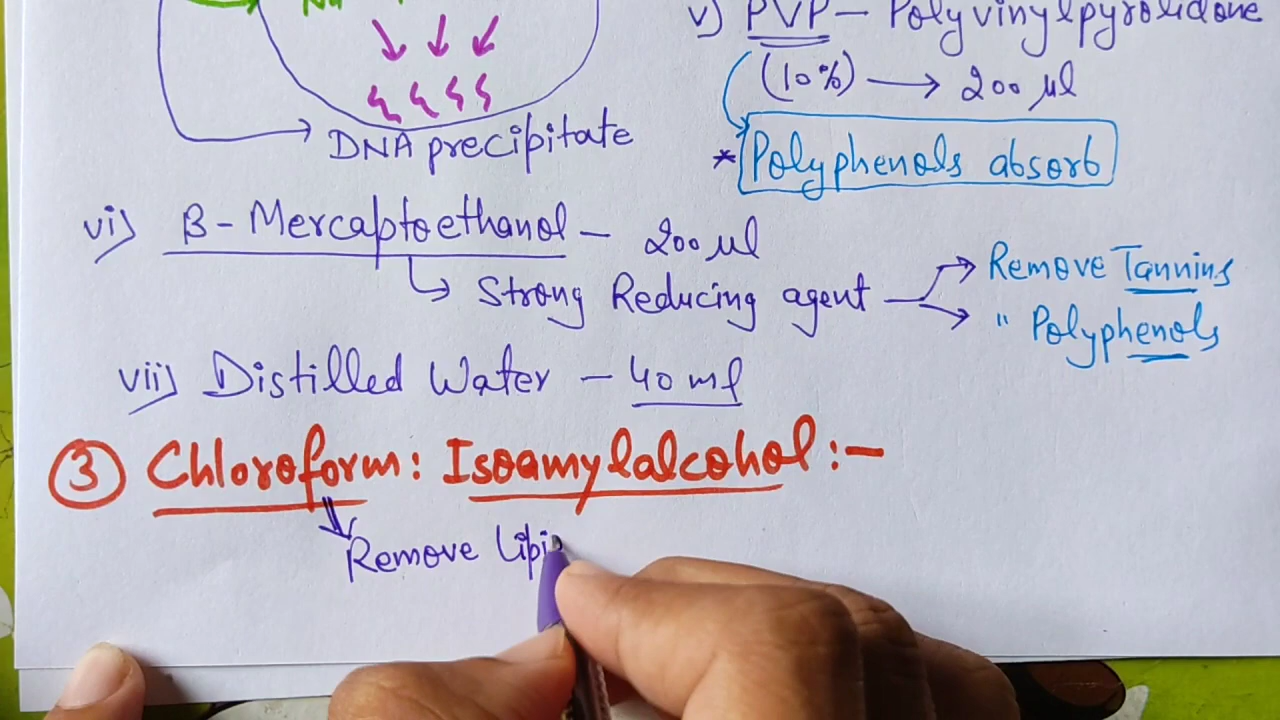 v) PVP - Polyvinylpyrolidone
(10%) → 200 µl
DNA precipitate
* Polyphenols absorb
vi) β-Mercaptoethanol - 200 µl
↳ Strong Reducing agent → Remove Tannins
→ " Polyphenols
vii) Distilled Water - 40 ml
③ Chloroform: Isoamylalcohol:-
Remove Lipi